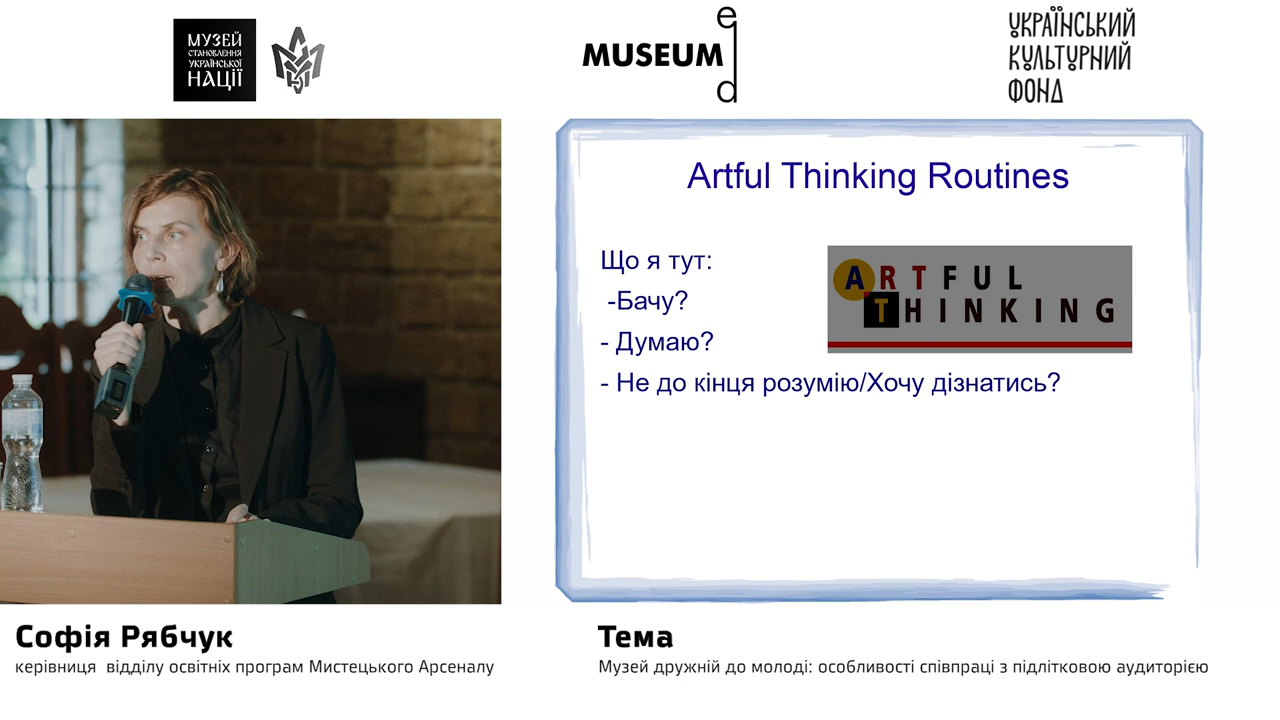 МУЗЕЙ
СТАНОВЛЕННЯ
УКРАЇНСЬКОЇ
НАЦІЇ
MUSEUM ed
УКРАЇНСЬКИЙ
КУЛЬТУРНИЙ
ФОНД
Artful Thinking Routines
Що я тут:
-Бачу?
- Думаю?
- Не до кінця розумію/Хочу дізнатись?
ARTFUL
THINKING
Софія Рябчук
керівниця відділу освітніх програм Мистецького Арсеналу
Тема
Музей дружній до молоді: особливості співпраці з підлітковою аудиторією